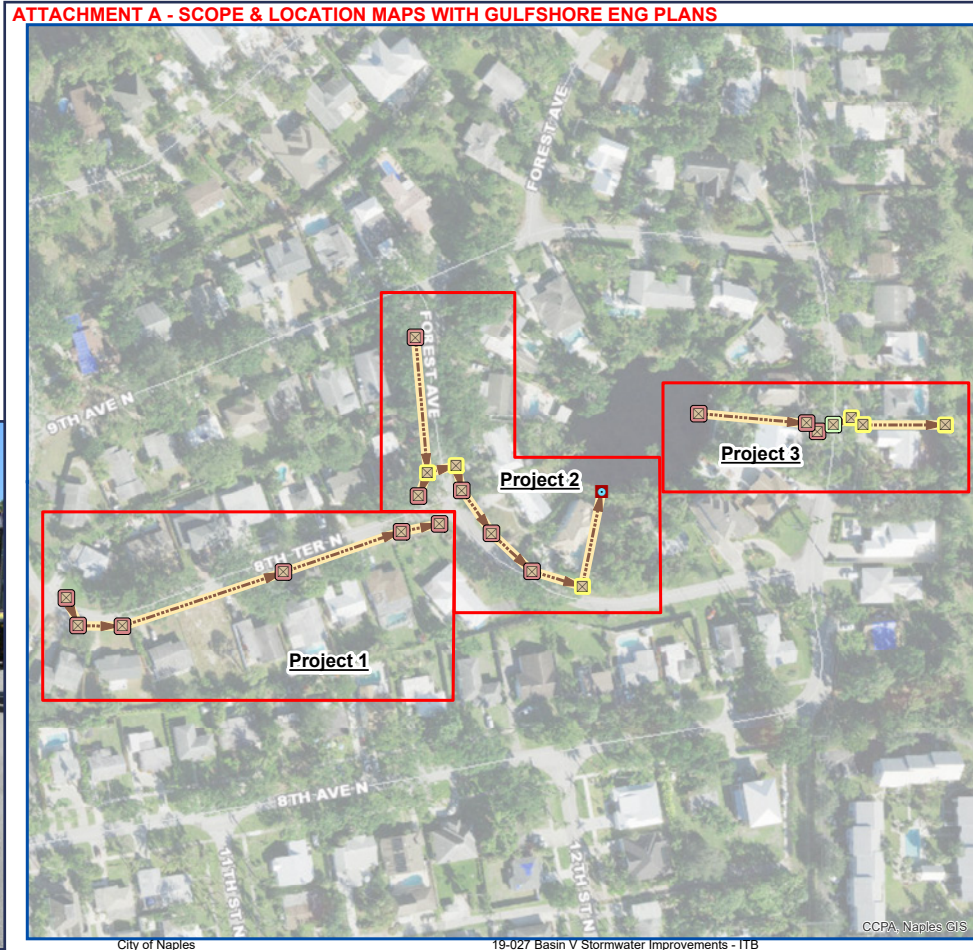 ATTACHMENT A - SCOPE & LOCATION MAPS WITH GULFSHORE ENG PLANS
FOREST AVE
FOREST AVE
9TH AVE N
Project 3
Project 2
8TH TER N
Project 1
8TH AVE N
11TH ST N
12TH ST N
CCPA, Naples GIS
City of Naples
19-027 Basin V Stormwater Improvements - ITB